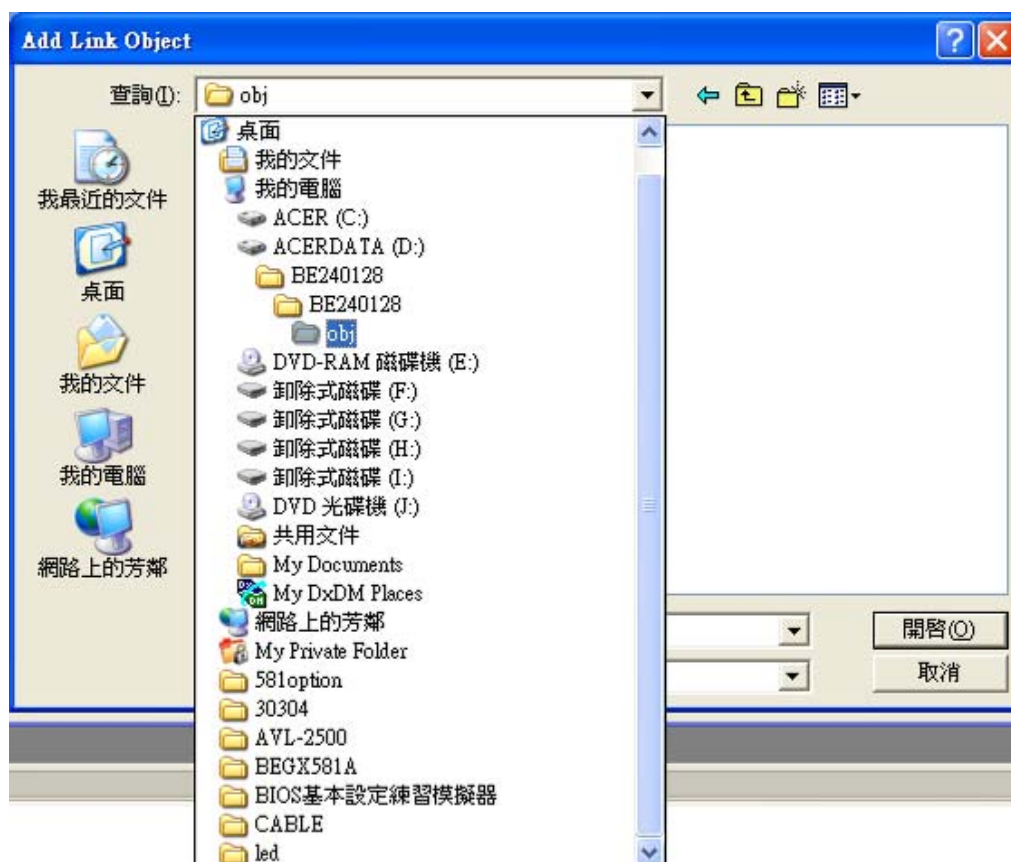 Add Link Object
查詢(I):
obj
桌面
我的文件
我的電腦
ACER (C:)
ACERDATA (D:)
BE240128
BE240128
obj
DVD-RAM 磁碟機 (E:)
卸除式磁碟 (F:)
卸除式磁碟 (G:)
卸除式磁碟 (H:)
卸除式磁碟 (I:)
DVD 光碟機 (J:)
共用文件
My Documents
My DxDM Places
網路上的芳鄰
My Private Folder
581option
30304
AVL-2500
BEGX581A
BIOS基本設定練習模擬器
CABLE
led
我最近的文件
桌面
我的文件
我的電腦
網路上的芳鄰
開啓(O)
取消